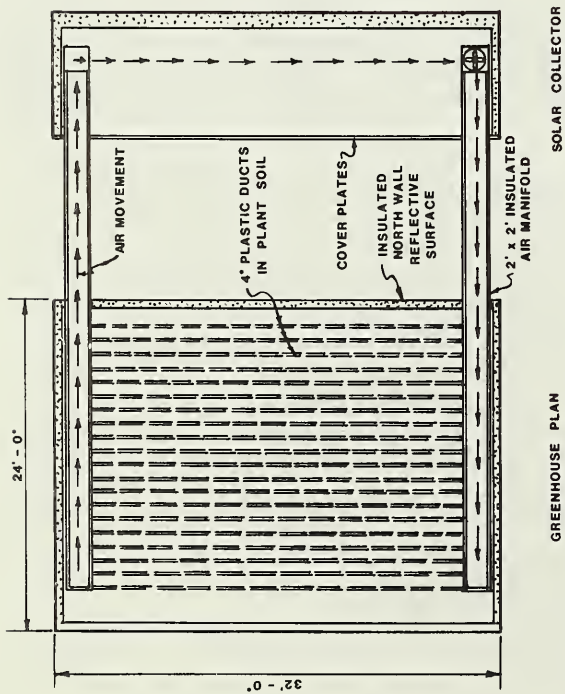 24' - 0"
32' - 0"
AIR MOVEMENT
4" PLASTIC DUCTS
IN PLANT SOIL
COVER PLATES
INSULATED
NORTH WALL
REFLECTIVE
SURFACE
2' x 2' INSULATED
AIR MANIFOLD
GREENHOUSE PLAN
SOLAR COLLECTOR